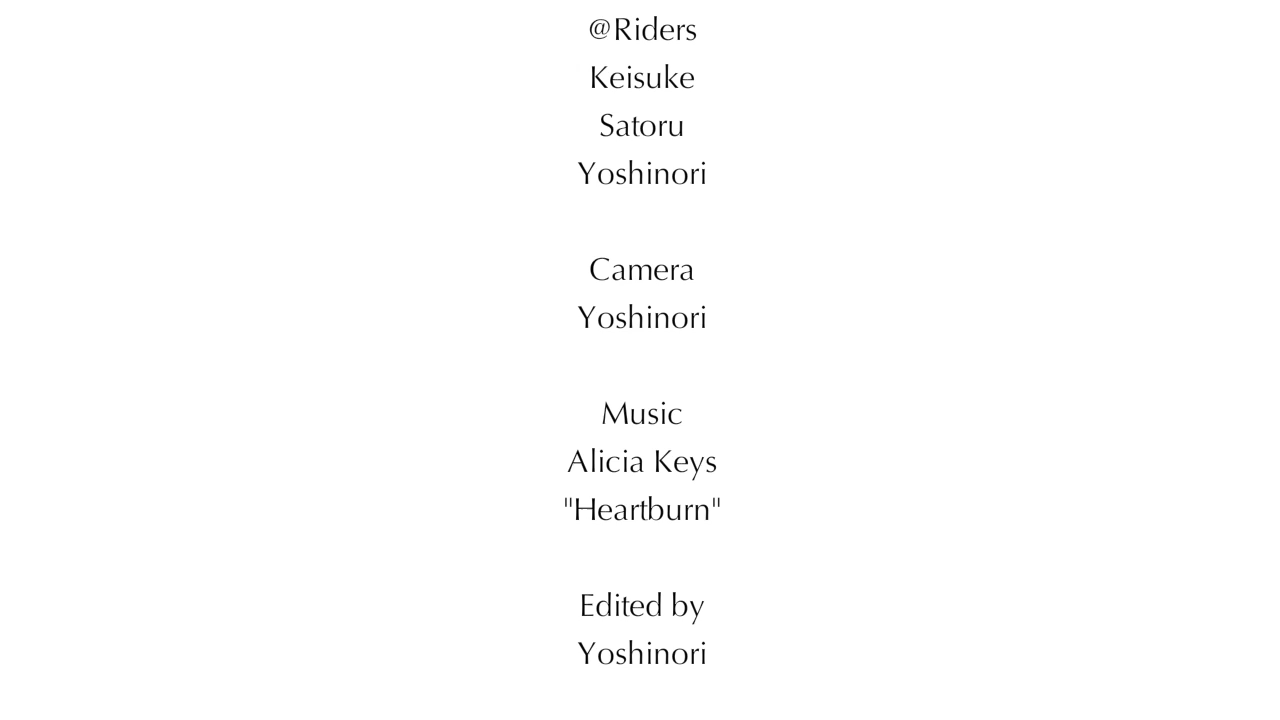 @Riders
Keisuke
Satoru
Yoshinori
Camera
Yoshinori
Music
Alicia Keys
"Heartburn"
Edited by
Yoshinori